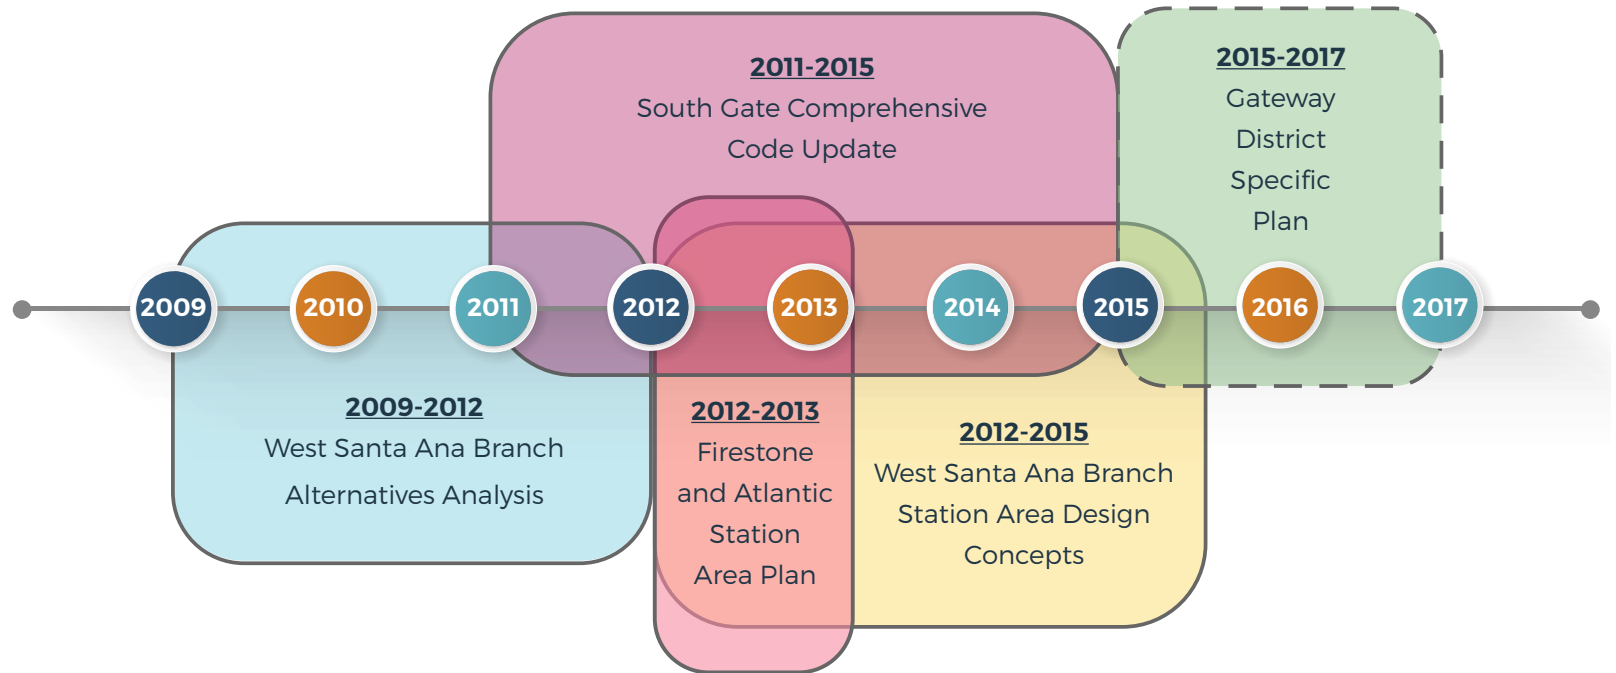 2011-2015
South Gate Comprehensive
Code Update
2015-2017
Gateway
District
Specific
Plan
2009
2010
2011
2012
2013
2014
2015
2016
2017
2009-2012
West Santa Ana Branch
Alternatives Analysis
2012-2013
Firestone
and Atlantic
Station
Area Plan
2012-2015
West Santa Ana Branch
Station Area Design
Concepts